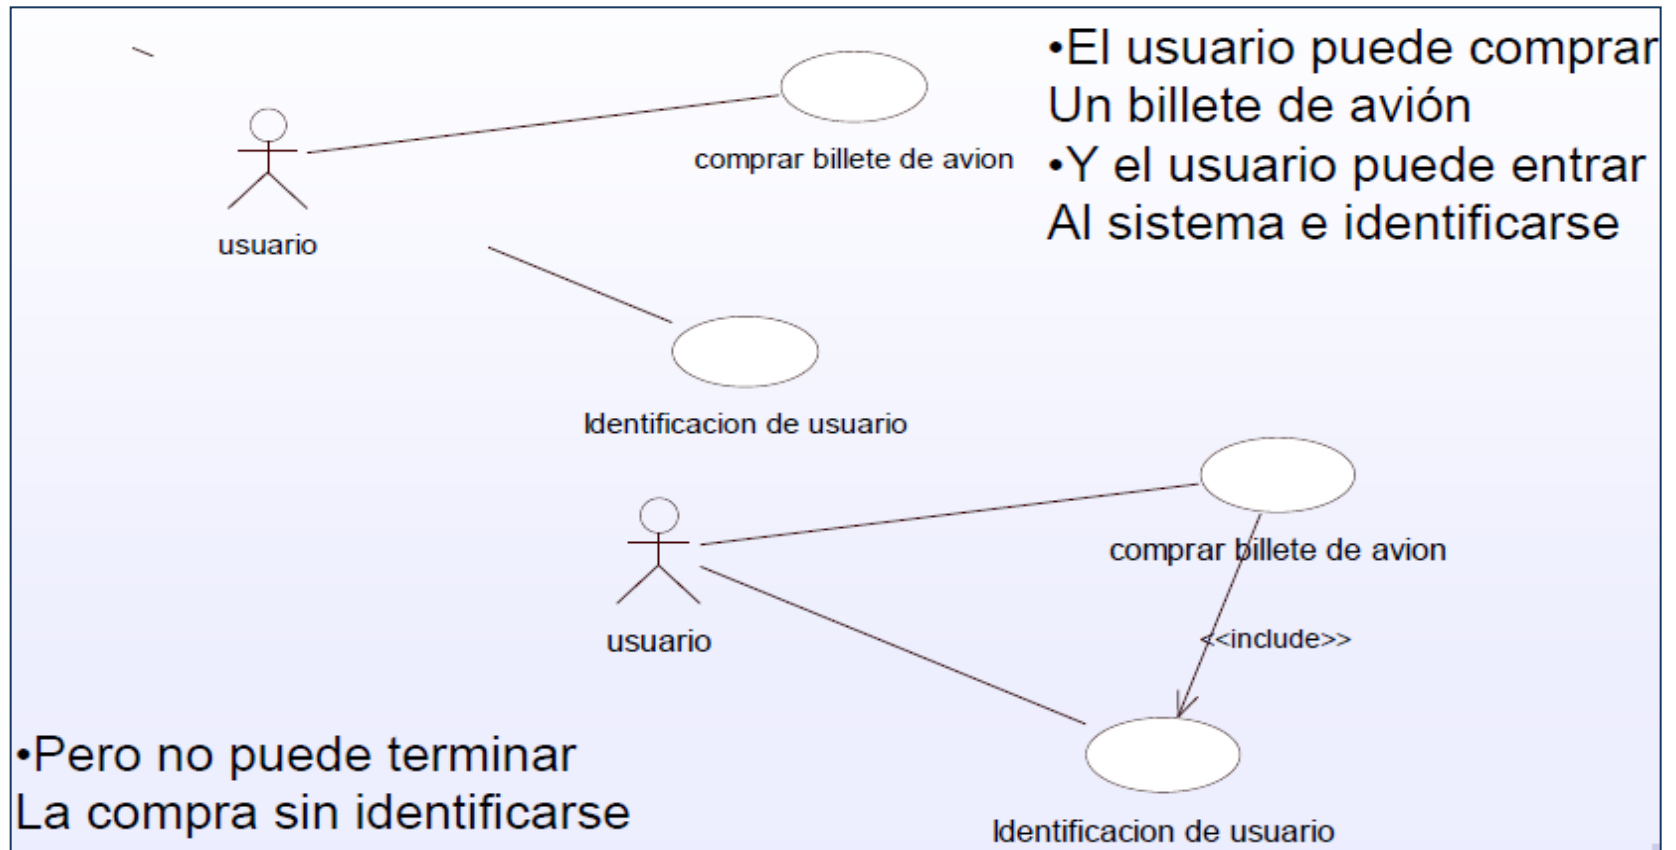 •El usuario puede comprar
Un billete de avión
•Y el usuario puede entrar
Al sistema e identificarse
comprar billete de avion
usuario
Identificacion de usuario
comprar billete de avion
usuario
<<include>>
•Pero no puede terminar
La compra sin identificarse
Identificacion de usuario